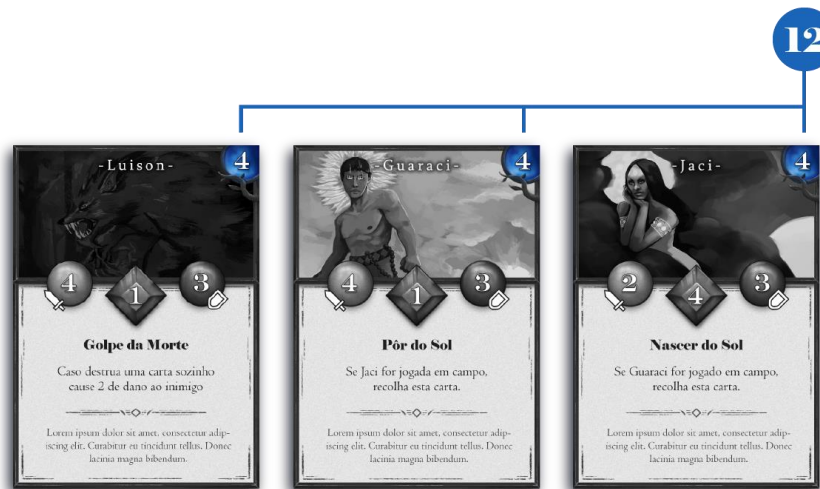 12
-Luison-
4
4
1
3
Golpe da Morte
Caso destrua uma carta sozinho
cause 2 de dano ao inimigo
Lorem ipsum dolor sit amet, consectetur adip-
iscing elit. Curabitur eu tincidunt tellus. Donec
lacinia magna bibendum.
-Guaraci-
4
4
1
3
Pôr do Sol
Se Jaci for jogada em campo,
recolha esta carta.
Lorem ipsum dolor sit amet, consectetur adip-
iscing elit. Curabitur eu tincidunt tellus. Donec
lacinia magna bibendum.
-Jaci-
4
2
4
3
Nascer do Sol
Se Guaraci for jogado em campo,
recolha esta carta.
Lorem ipsum dolor sit amet, consectetur adip-
iscing elit. Curabitur eu tincidunt tellus. Donec
lacinia magna bibendum.